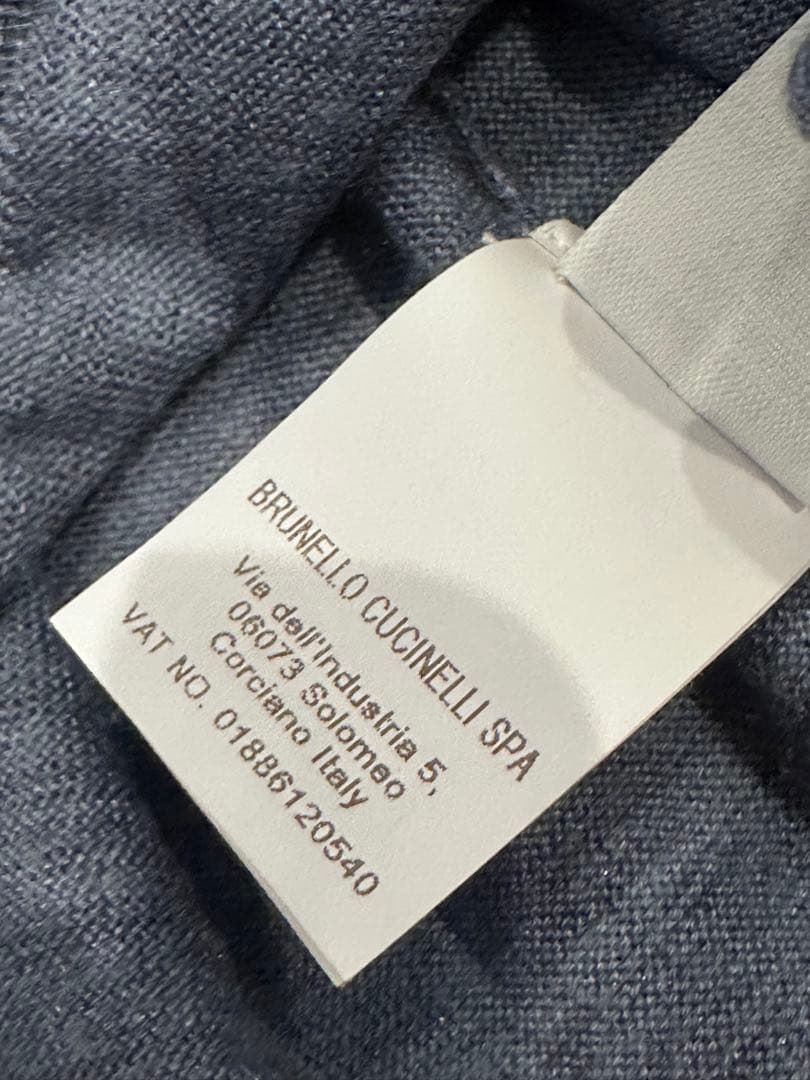 BRUNELLO CUCINELLI SPA
Via dell'Industria 5,
06073 Solomeo
Corciano Italy
VAT NO. 01886120540